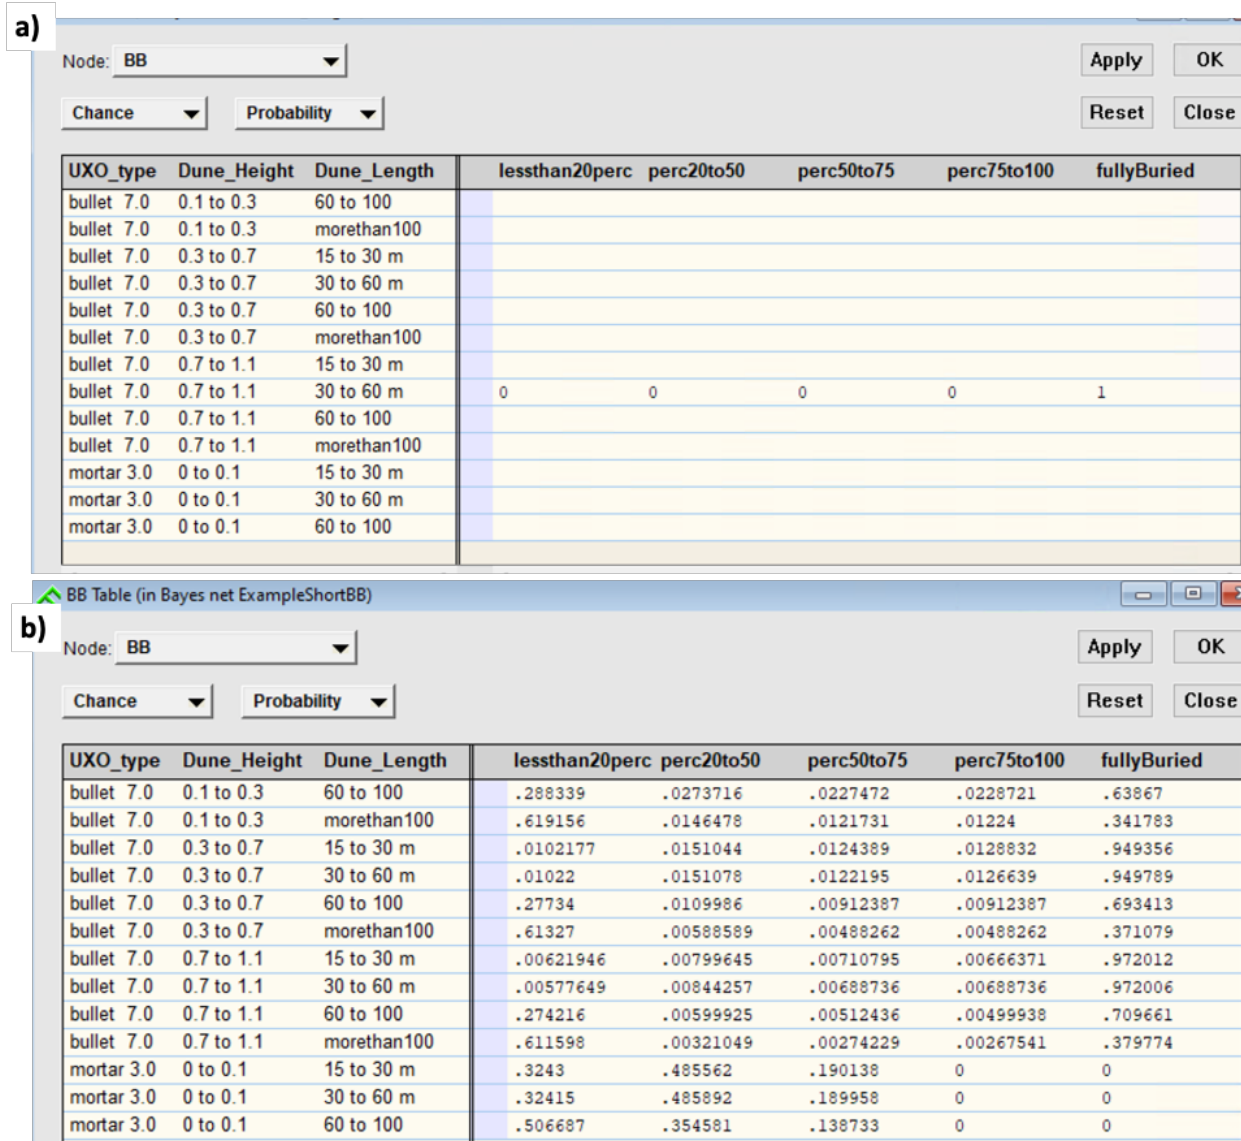 a)
Node: BB Apply OK
Chance Probability Reset Close
UXO_type Dune_Height Dune_Length lessthan20perc perc20to50 perc50to75 perc75to100 fullyBuried
bullet 7.0 0.1 to 0.3 60 to 100
bullet 7.0 0.1 to 0.3 morethan100
bullet 7.0 0.3 to 0.7 15 to 30 m
bullet 7.0 0.3 to 0.7 30 to 60 m
bullet 7.0 0.3 to 0.7 60 to 100
bullet 7.0 0.3 to 0.7 morethan100
bullet 7.0 0.7 to 1.1 15 to 30 m
bullet 7.0 0.7 to 1.1 30 to 60 m 0 0 0 0 1
bullet 7.0 0.7 to 1.1 60 to 100
bullet 7.0 0.7 to 1.1 morethan100
mortar 3.0 0 to 0.1 15 to 30 m
mortar 3.0 0 to 0.1 30 to 60 m
mortar 3.0 0 to 0.1 60 to 100
BB Table (in Bayes net ExampleShortBB)
b)
Node: BB Apply OK
Chance Probability Reset Close
UXO_type Dune_Height Dune_Length lessthan20perc perc20to50 perc50to75 perc75to100 fullyBuried
bullet 7.0 0.1 to 0.3 60 to 100 .288339 .0273716 .0227472 .0228721 .63867
bullet 7.0 0.1 to 0.3 morethan100 .619156 .0146478 .0121731 .01224 .341783
bullet 7.0 0.3 to 0.7 15 to 30 m .0102177 .0151044 .0124389 .0128832 .949356
bullet 7.0 0.3 to 0.7 30 to 60 m .01022 .0151078 .0122195 .0126639 .949789
bullet 7.0 0.3 to 0.7 60 to 100 .27734 .0109986 .00912387 .00912387 .693413
bullet 7.0 0.3 to 0.7 morethan100 .61327 .00588589 .00488262 .00488262 .371079
bullet 7.0 0.7 to 1.1 15 to 30 m .00621946 .00799645 .00710795 .00666371 .972012
bullet 7.0 0.7 to 1.1 30 to 60 m .00577649 .00844257 .00688736 .00688736 .972006
bullet 7.0 0.7 to 1.1 60 to 100 .274216 .00599925 .00512436 .00499938 .709661
bullet 7.0 0.7 to 1.1 morethan100 .611598 .00321049 .00274229 .00267541 .379774
mortar 3.0 0 to 0.1 15 to 30 m .3243 .485562 .190138 0 0
mortar 3.0 0 to 0.1 30 to 60 m .32415 .485892 .189958 0 0
mortar 3.0 0 to 0.1 60 to 100 .506687 .354581 .138733 0 0